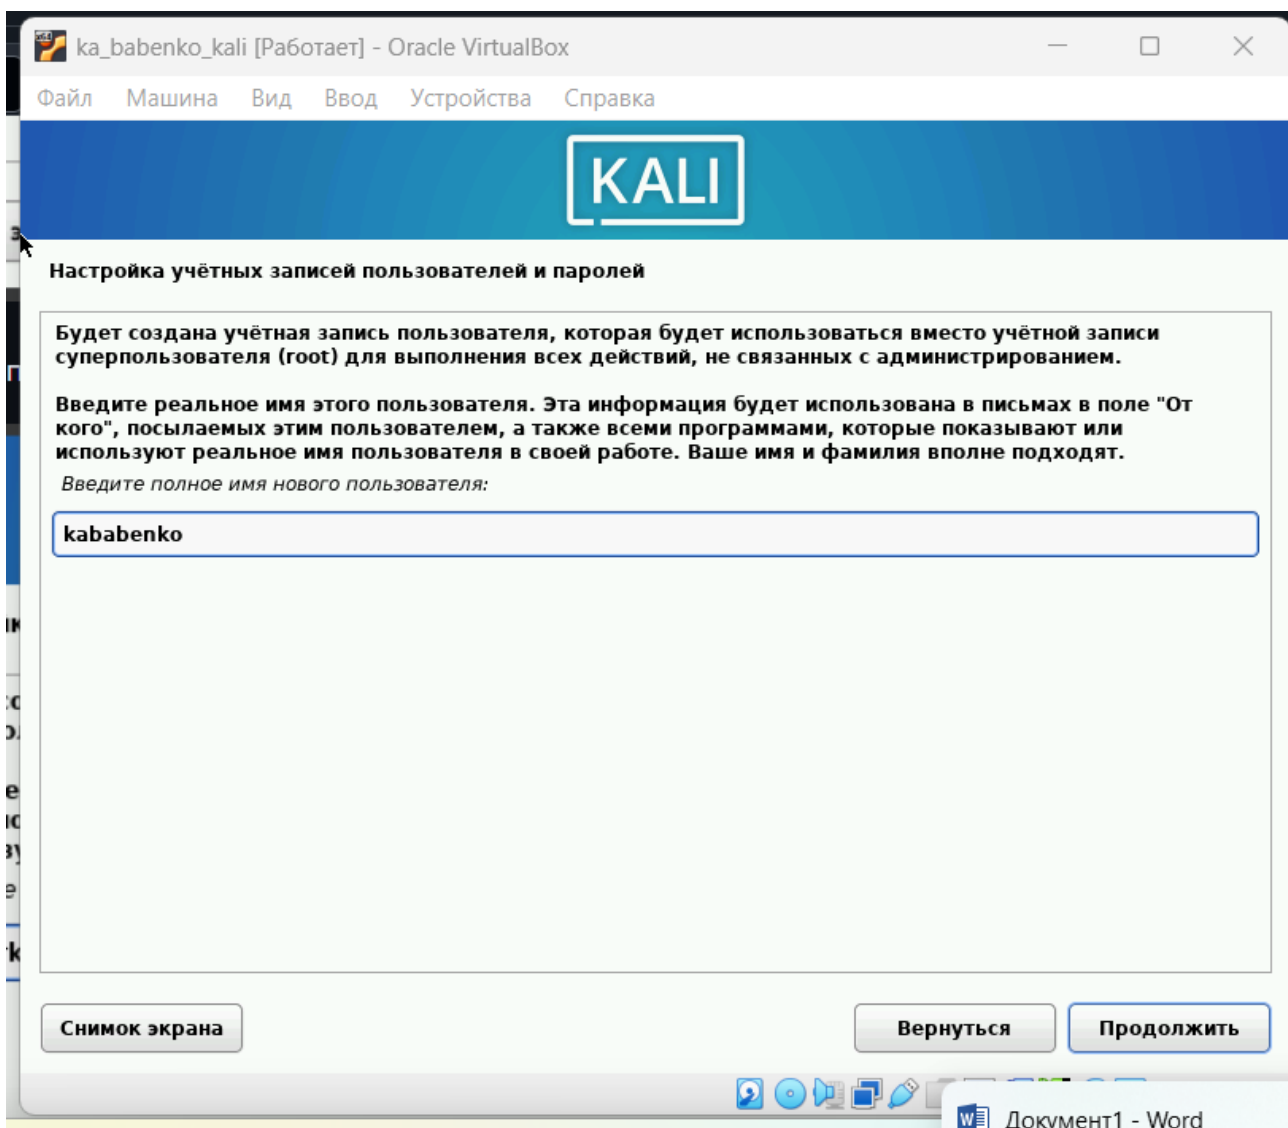 ka_babenko_kali [Работает] - Oracle VirtualBox
Файл Машина Вид Ввод Устройства Справка
KALI
Настройка учётных записей пользователей и паролей
Будет создана учётная запись пользователя, которая будет использоваться вместо учётной записи
суперпользователя (root) для выполнения всех действий, не связанных с администрированием.
Введите реальное имя этого пользователя. Эта информация будет использована в письмах в поле "От
кого", посылаемых этим пользователем, а также всеми программами, которые показывают или
используют реальное имя пользователя в своей работе. Ваше имя и фамилия вполне подходят.
Введите полное имя нового пользователя:
kababenko
Снимок экрана Вернуться Продолжить
Документ1 - Word